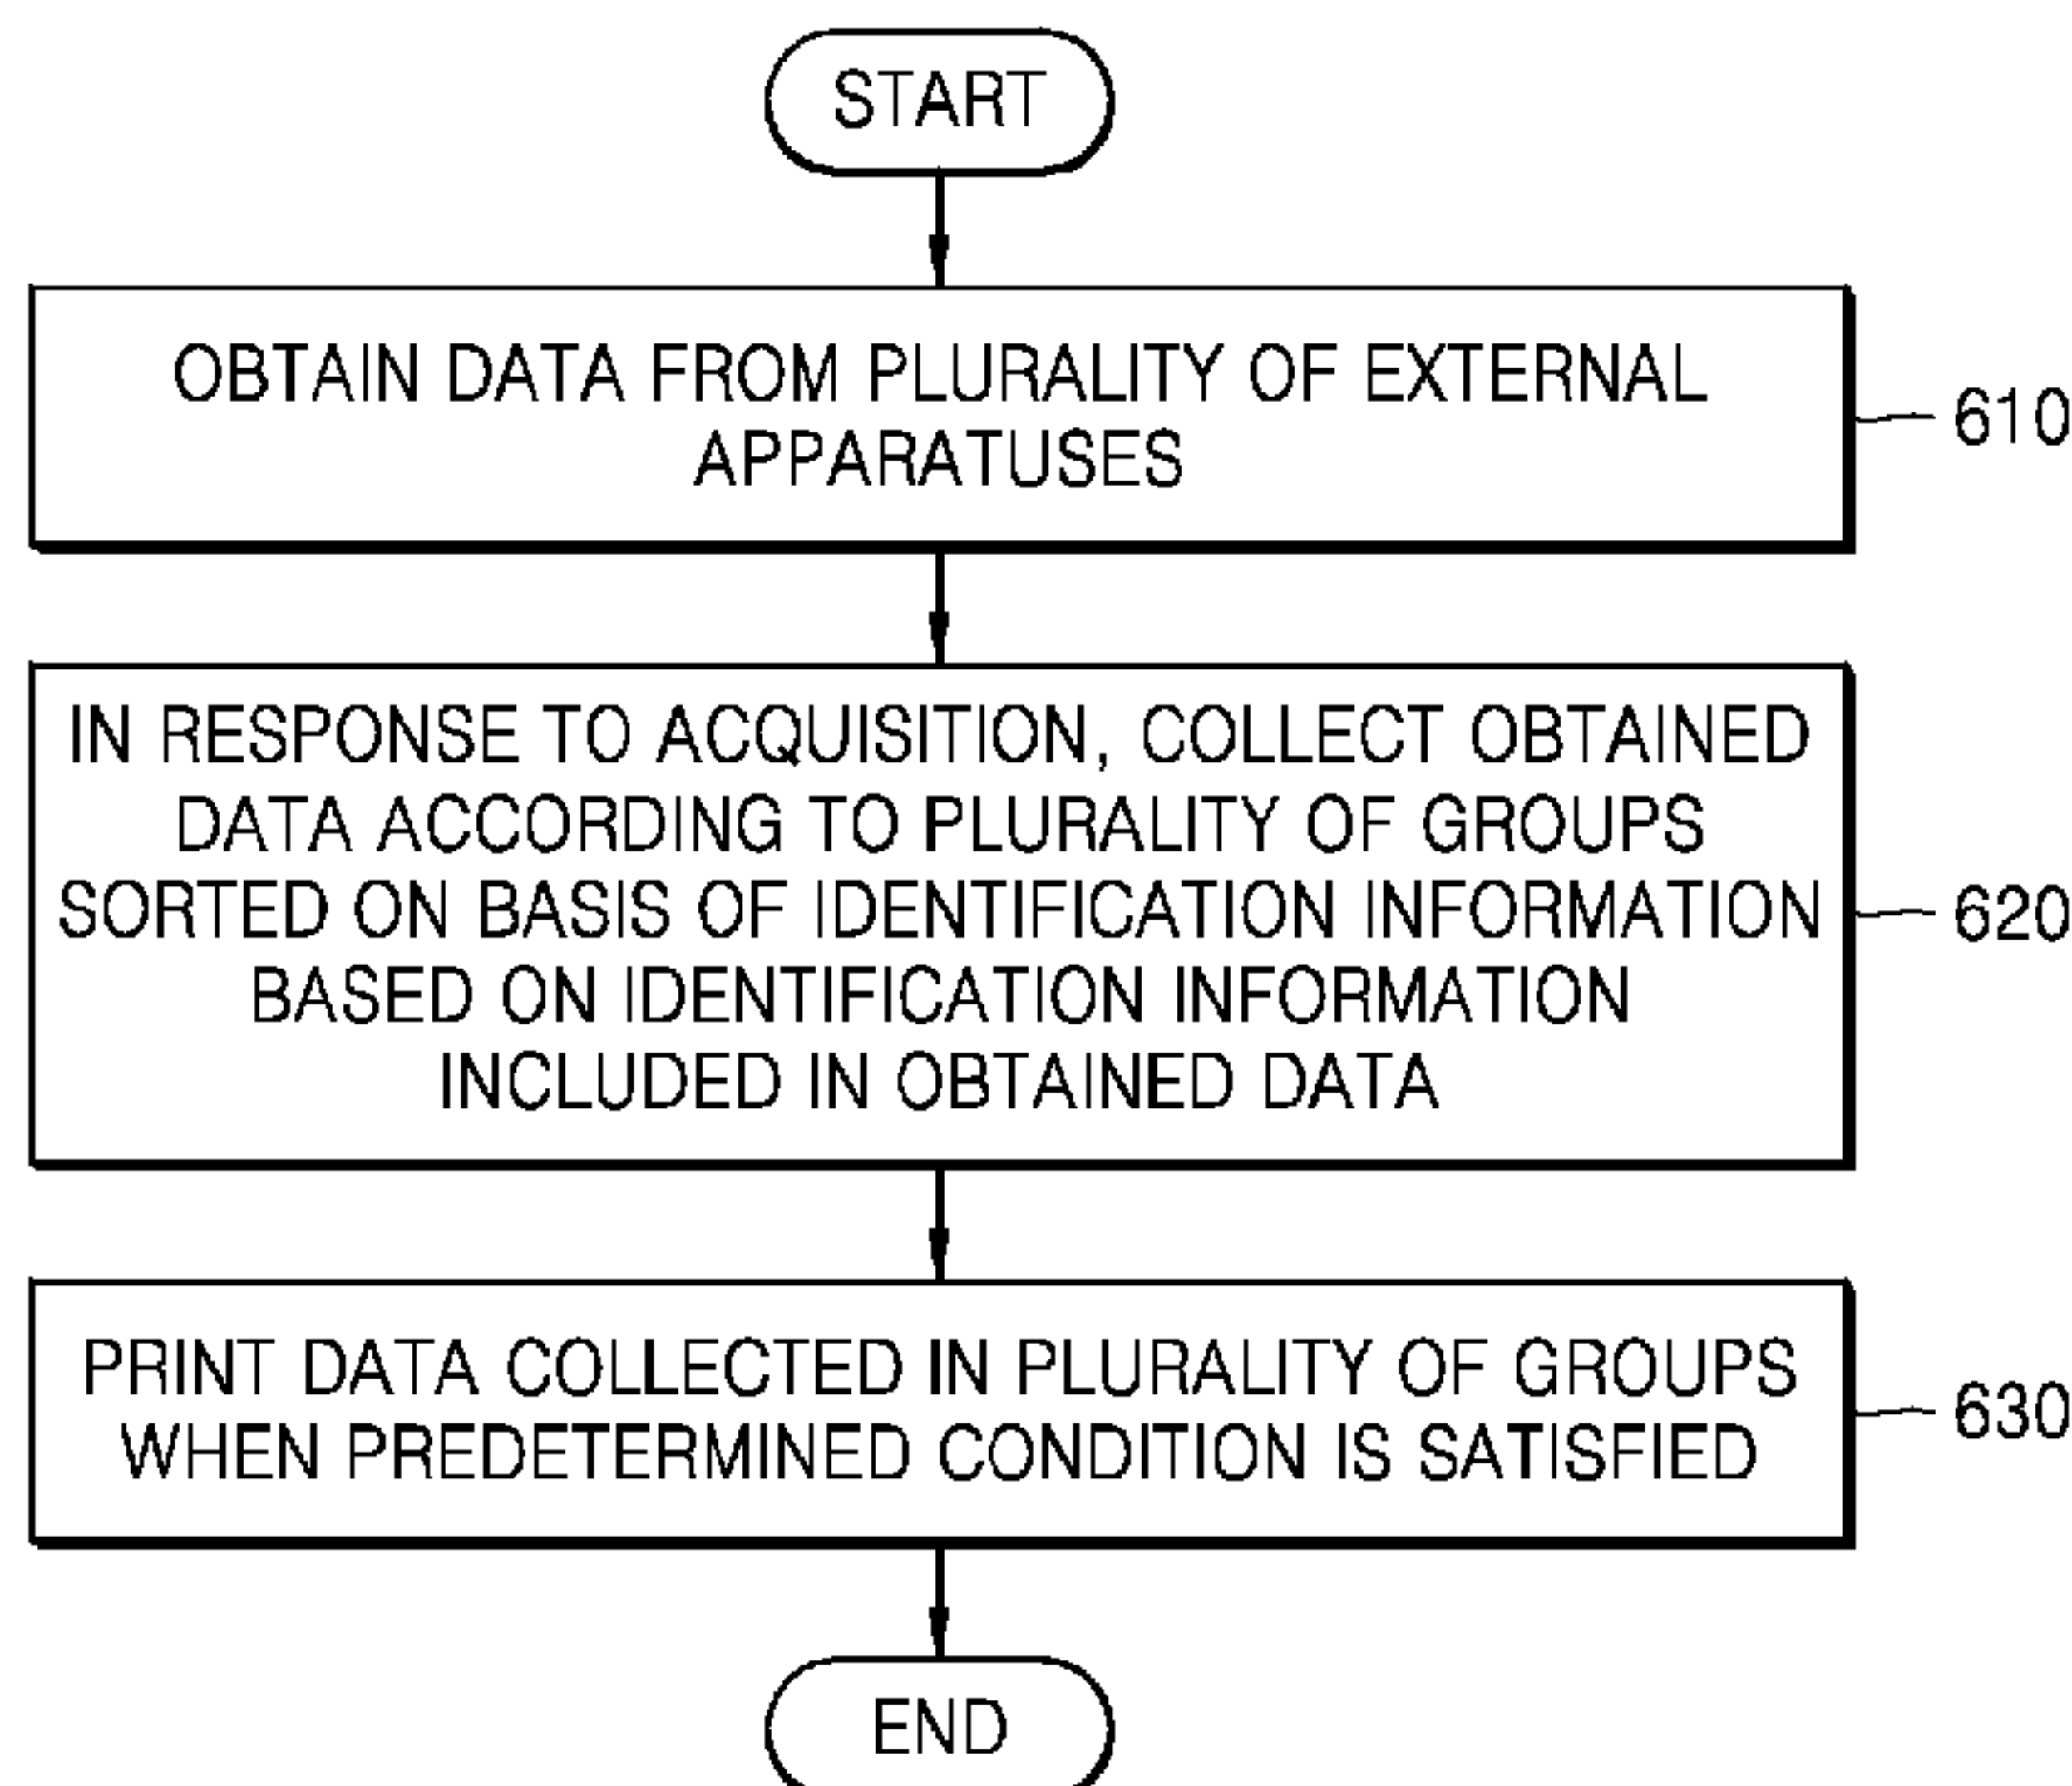 START
OBTAIN DATA FROM PLURALITY OF EXTERNAL
APPARATUSES
610
IN RESPONSE TO ACQUISITION, COLLECT OBTAINED
DATA ACCORDING TO PLURALITY OF GROUPS
SORTED ON BASIS OF IDENTIFICATION INFORMATION
BASED ON IDENTIFICATION INFORMATION
INCLUDED IN OBTAINED DATA
620
PRINT DATA COLLECTED IN PLURALITY OF GROUPS
WHEN PREDETERMINED CONDITION IS SATISFIED
630
END